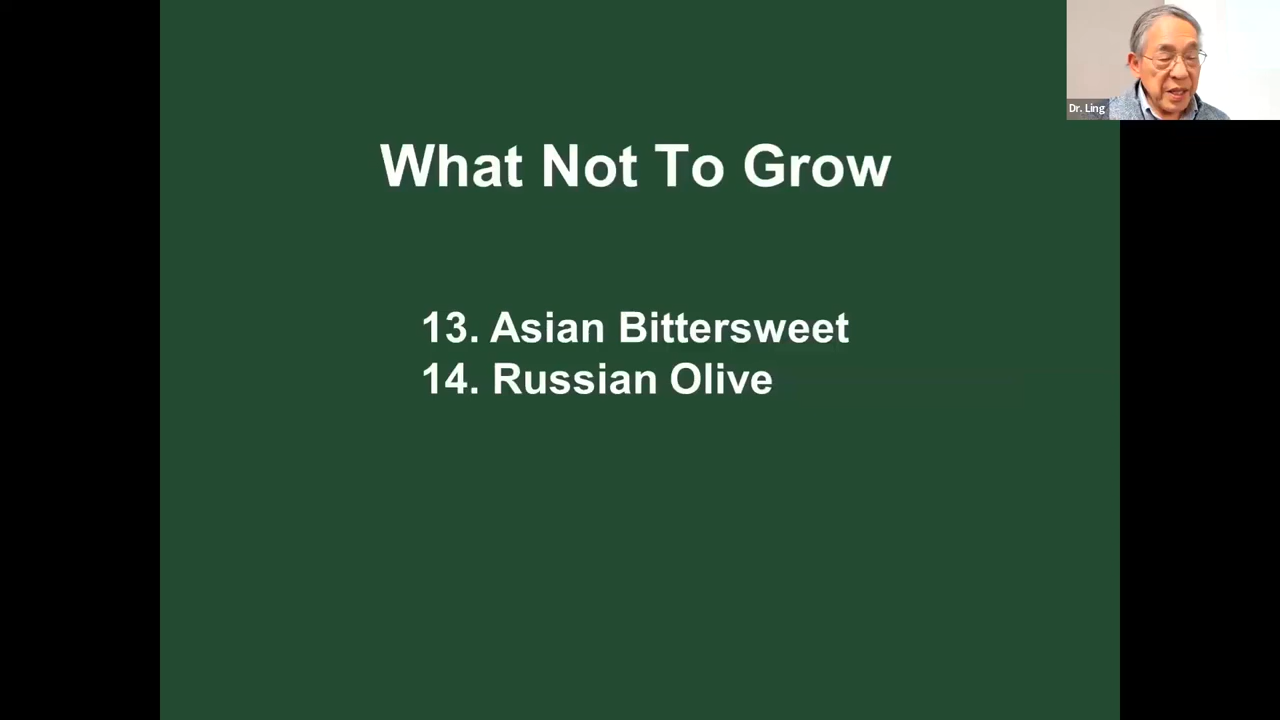 Dr. Ling
What Not To Grow
13. Asian Bittersweet
14. Russian Olive